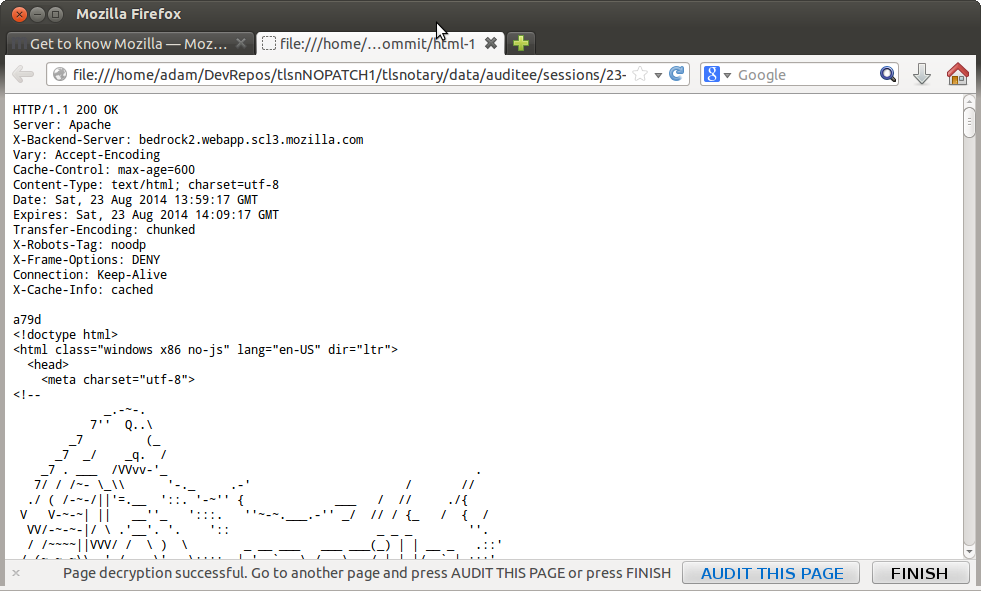 Mozilla Firefox
Get to know Mozilla — Moz...
file:///home/...ommit/html-1
file:///home/adam/DevRepos/tlsnNOPATCH1/tlsnotary/data/auditee/sessions/23-
8 Google
HTTP/1.1 200 OK
Server: Apache
X-Backend-Server: bedrock2.webapp.scl3.mozilla.com
Vary: Accept-Encoding
Cache-Control: max-age=600
Content-Type: text/html; charset=utf-8
Date: Sat, 23 Aug 2014 13:59:17 GMT
Expires: Sat, 23 Aug 2014 14:09:17 GMT
Transfer-Encoding: chunked
X-Robots-Tag: noodp
X-Frame-Options: DENY
Connection: Keep-Alive
X-Cache-Info: cached
a79d
<!doctype html>
<html class="windows x86 no-js" lang="en-US" dir="ltr">
<head>
<meta charset="utf-8">
<!--
Page decryption successful. Go to another page and press AUDIT THIS PAGE or press FINISH
AUDIT THIS PAGE
FINISH